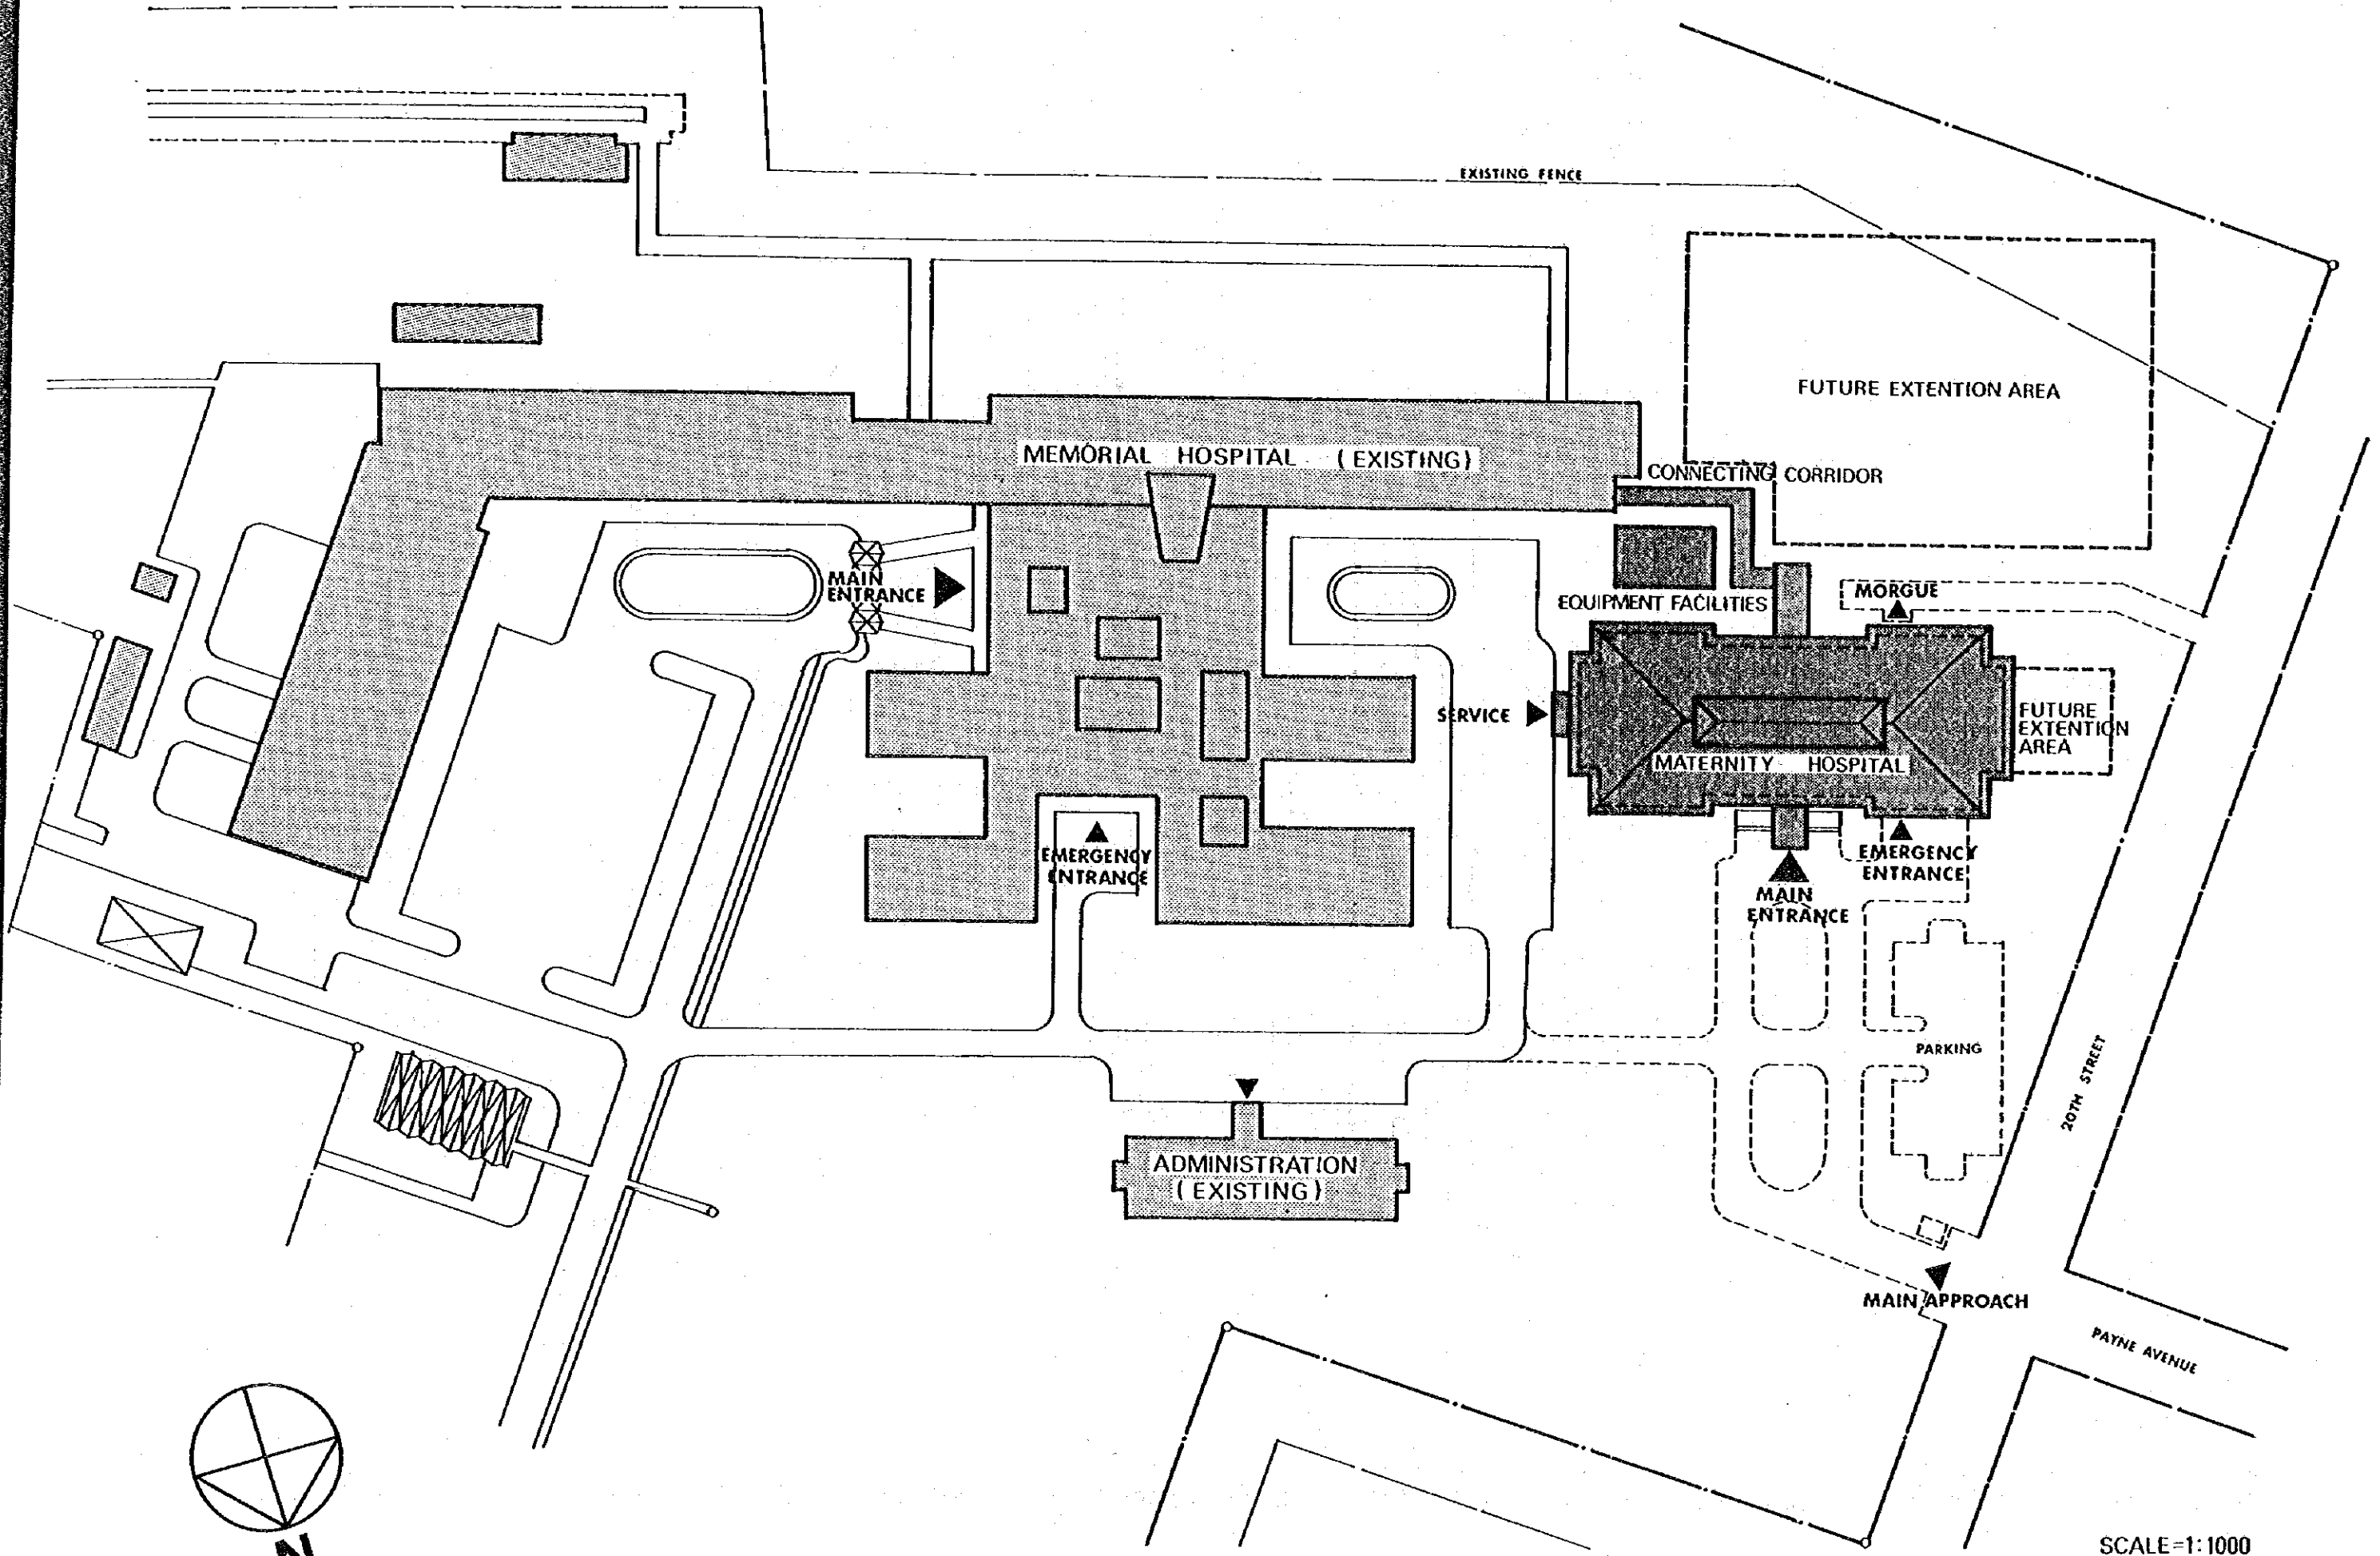 EXISTING FENCE
FUTURE EXTENTION AREA
MEMORIAL HOSPITAL (EXISTING)
CONNECTING CORRIDOR
MAIN
ENTRANCE
EQUIPMENT FACILITIES
MORGUE
SERVICE
FUTURE
EXTENTION
AREA
MATERNITY HOSPITAL
EMERGENCY
ENTRANCE
EMERGENCY
ENTRANCE
MAIN
ENTRANCE
PARKING
20TH STREET
ADMINISTRATION
(EXISTING)
MAIN APPROACH
PAYNE AVENUE
N
SCALE=1:1000